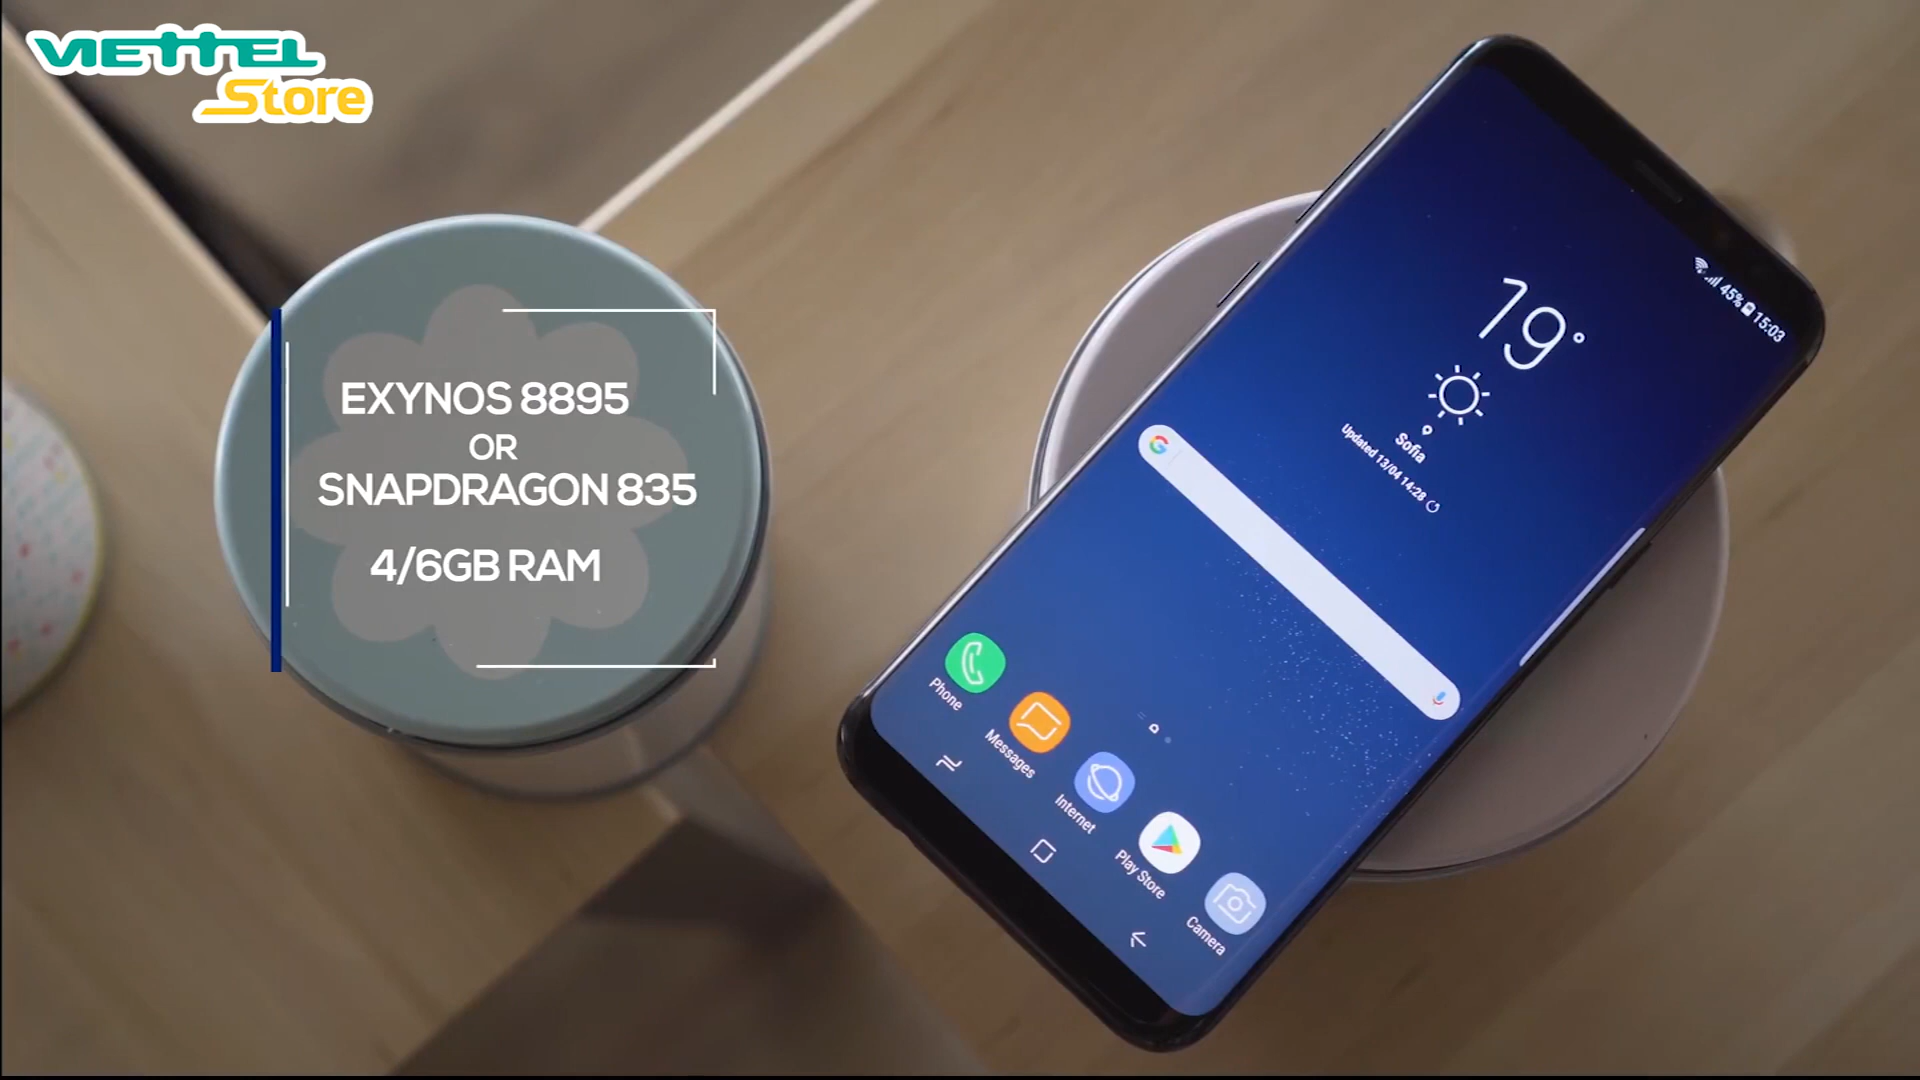 VIETTEL
Store
EXYNOS 8895
OR
SNAPDRAGON 835
4/6GB RAM
45% 15:03
19°
Sofia
Updated 13/04 14:28
G
Phone
Messages
Internet
Play Store
Camera